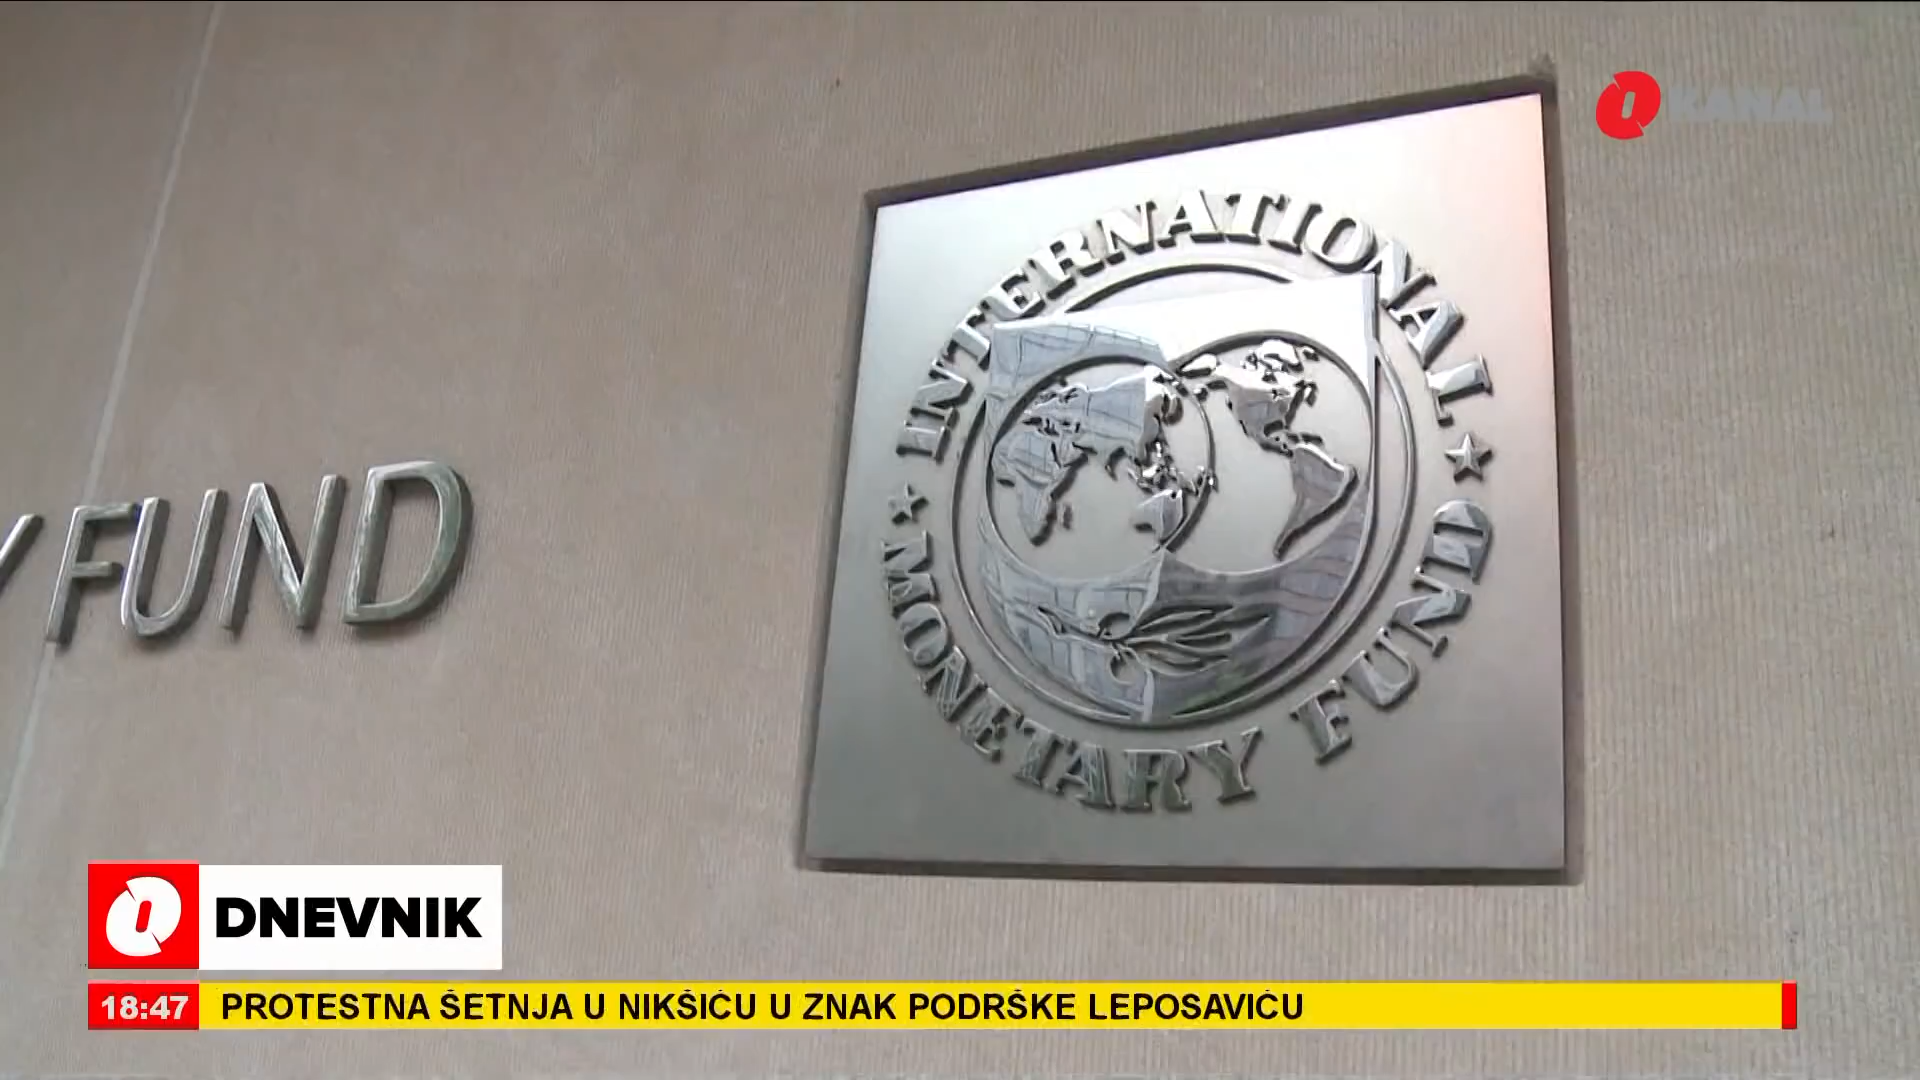 O KANAL
INTERNATIONAL
MONETARY FUND
Y FUND
DNEVNIK
18:47 PROTESTNA ŠETNJA U NIKŠIĆU U ZNAK PODRŠKE LEPOSAVIĆU